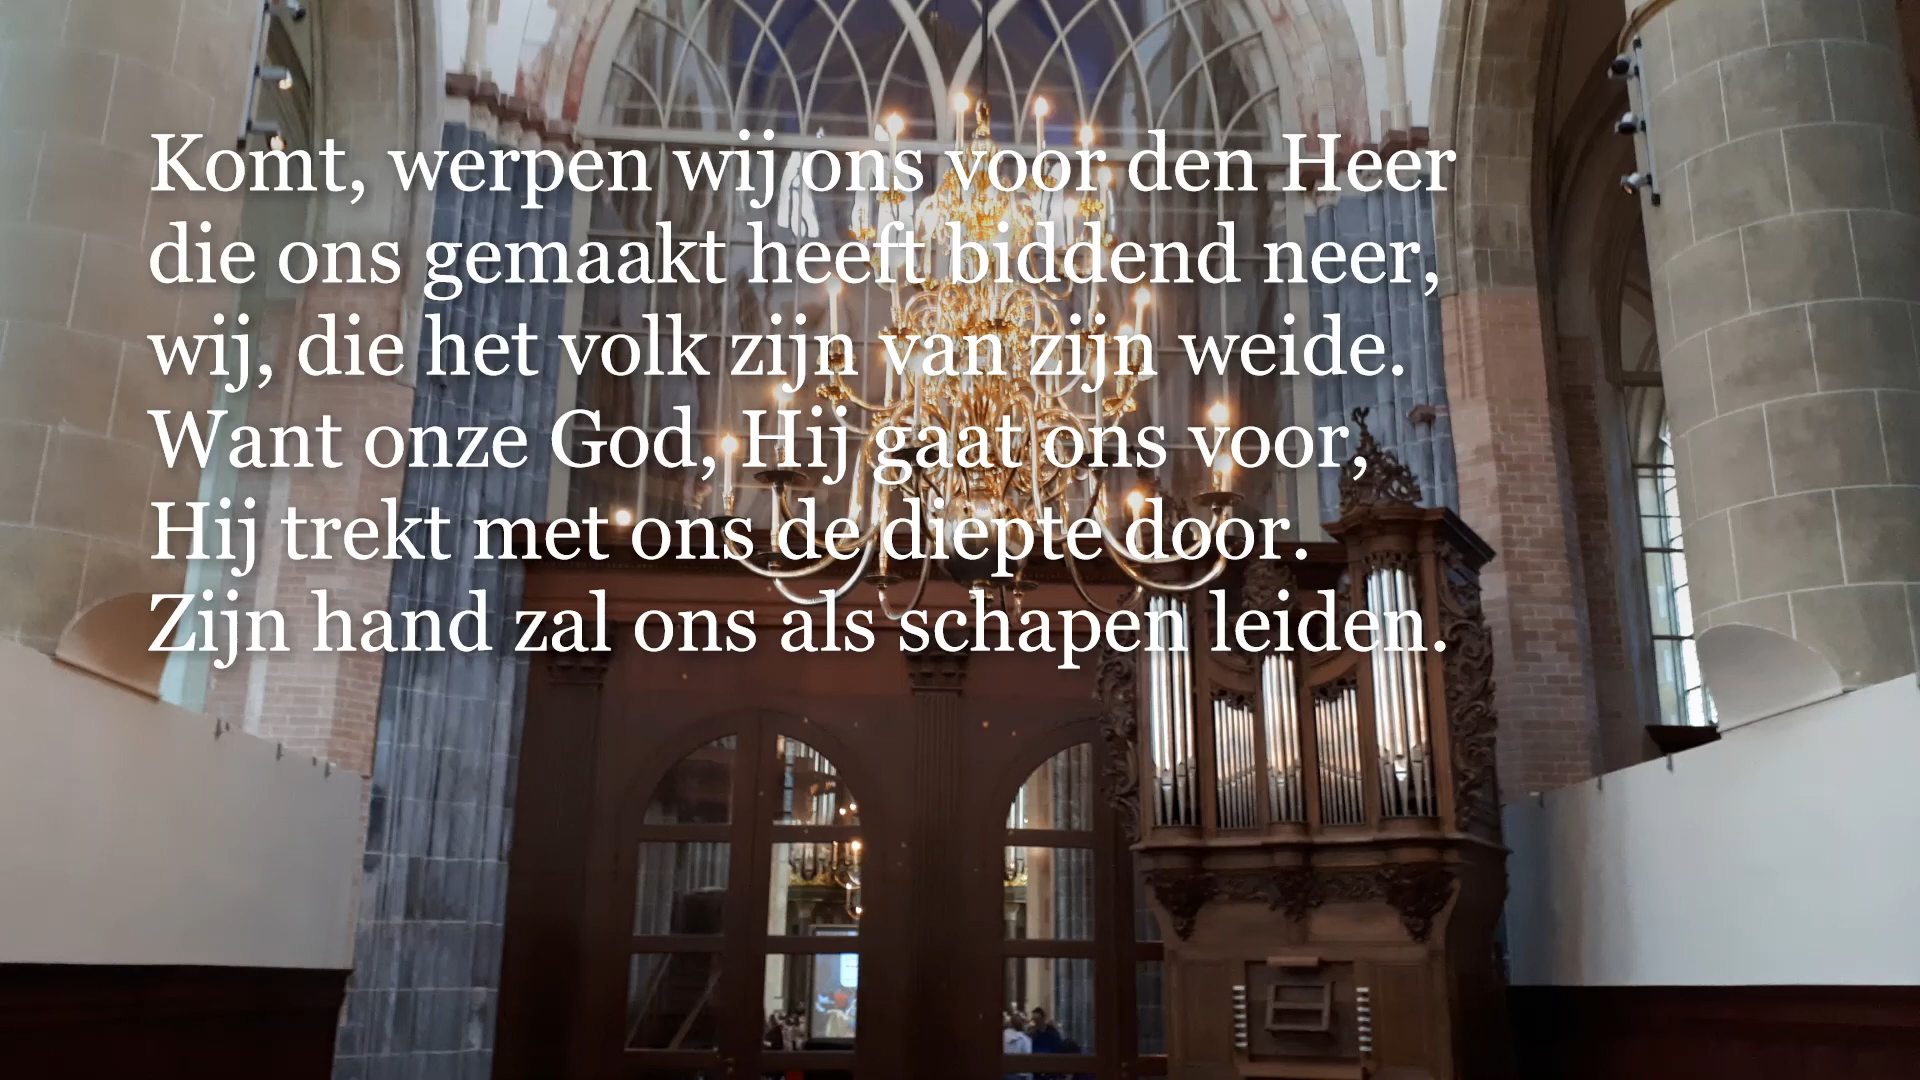 Komt, werpen wij ons voor den Heer
die ons gemaakt heeft biddend neer,
wij, die het volk zijn van zijn weide.
Want onze God, Hij gaat ons voor,
Hij trekt met ons de diepte door.
Zijn hand zal ons als schapen leiden.